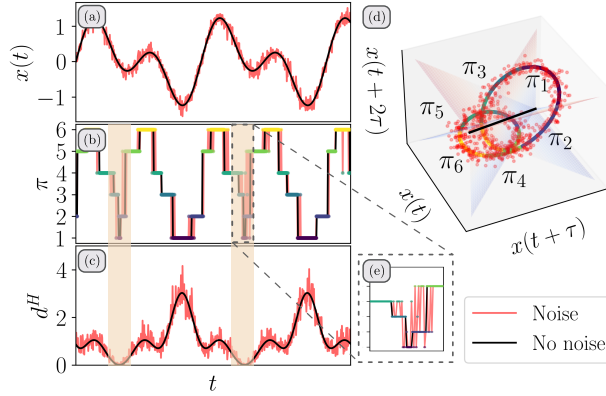 (a)
x(t)
1
0
−1
(b)
π
6
5
4
3
2
1
(c)
d^H
4
2
0
t
(d)
x(t + 2τ)
x(t)
x(t + τ)
π₃
π₁
π₅
π₂
π₆
π₄
(e)
Noise
No noise